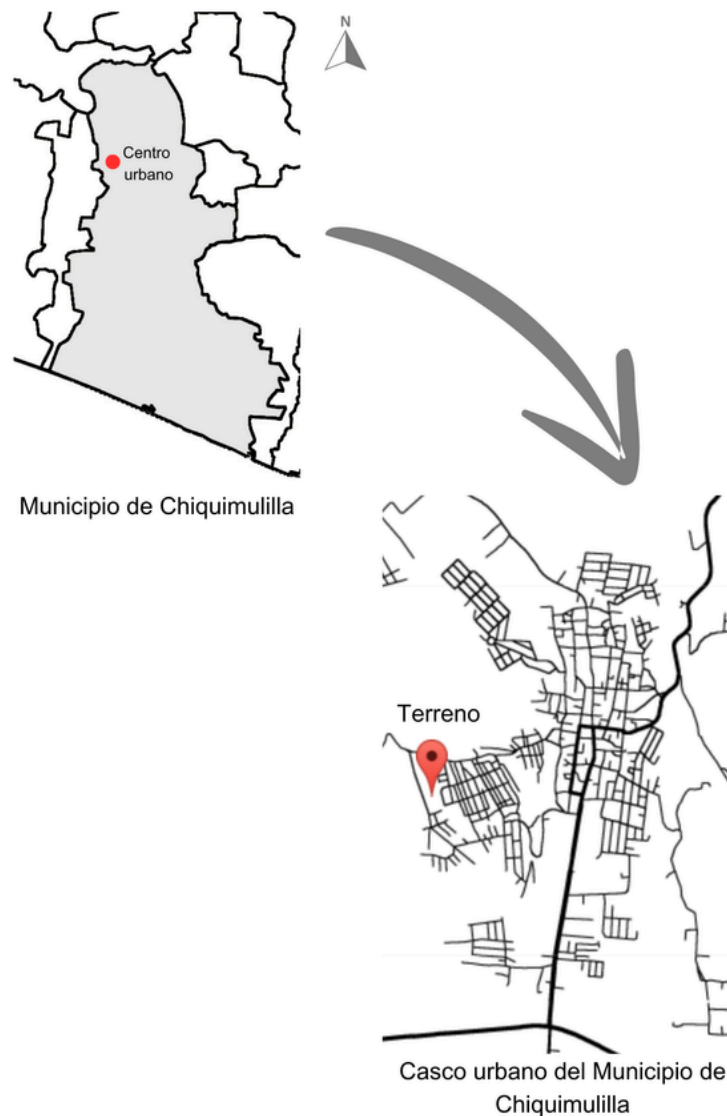 N
Centro
urbano
Municipio de Chiquimulilla
Terreno
Casco urbano del Municipio de
Chiquimulilla